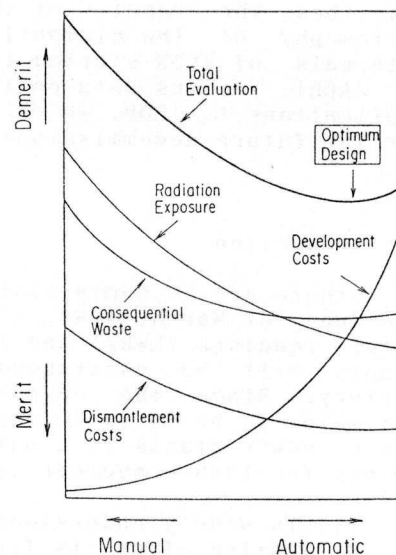 Demerit
Total
Evaluation
Optimum
Design
Radiation
Exposure
Development
Costs
Consequential
Waste
Merit
Dismantlement
Costs
Manual
Automatic